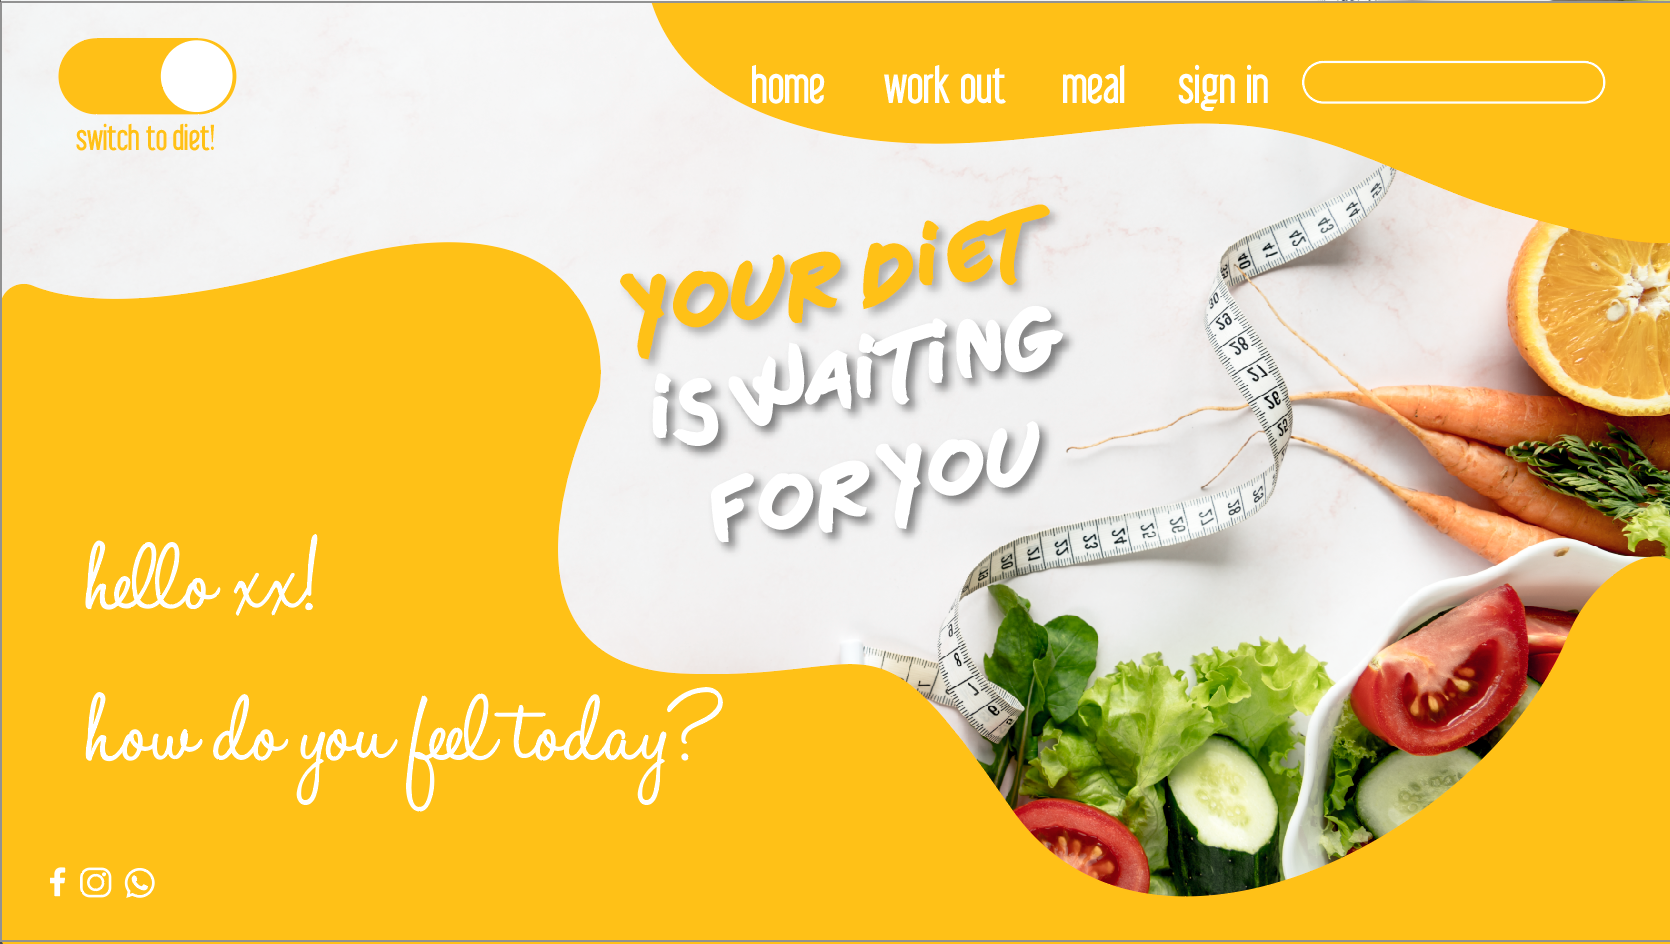 home work out meal sign in
switch to diet!
YOUR DiET
iS WAiTiNG
FOR YOU
hello xx!
how do you feel today?